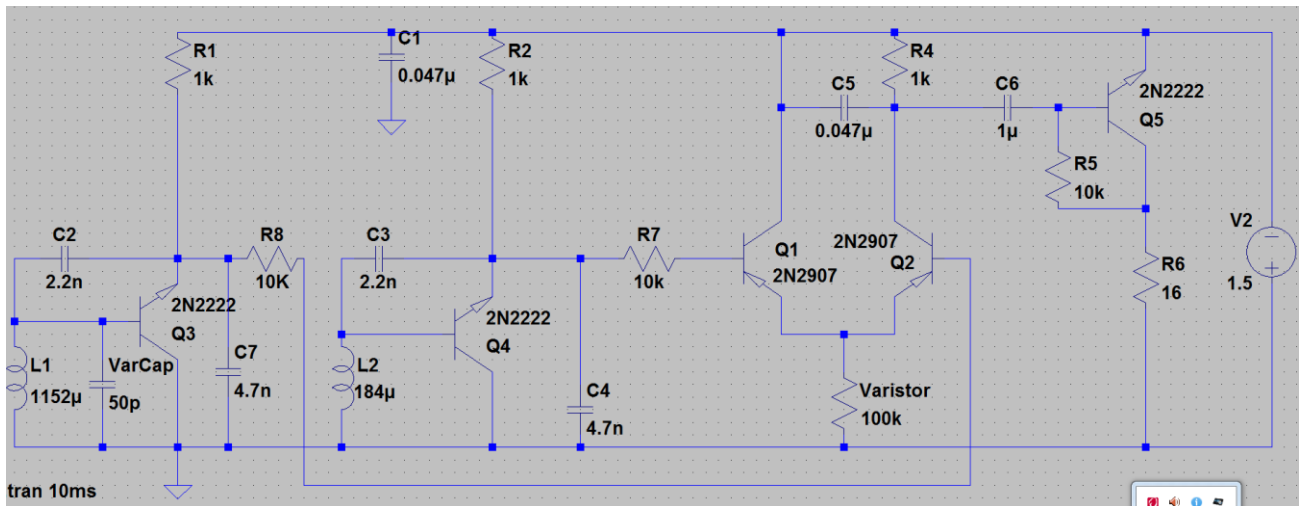 R1
1k
C1
0.047µ
R2
1k
R4
1k
C5
0.047µ
C6
1µ
2N2222
Q5
R5
10k
V2
1.5
R6
16
C2
2.2n
R8
10K
2N2222
Q3
C3
2.2n
R7
10k
Q1
2N2907
2N2907
Q2
2N2222
Q4
L1
1152µ
VarCap
50p
C7
4.7n
L2
184µ
C4
4.7n
Varistor
100k
tran 10ms